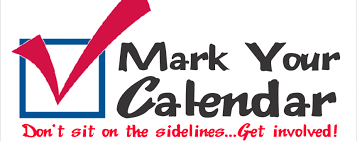 Mark Your
Calendar
Don't sit on the sidelines...Get involved!